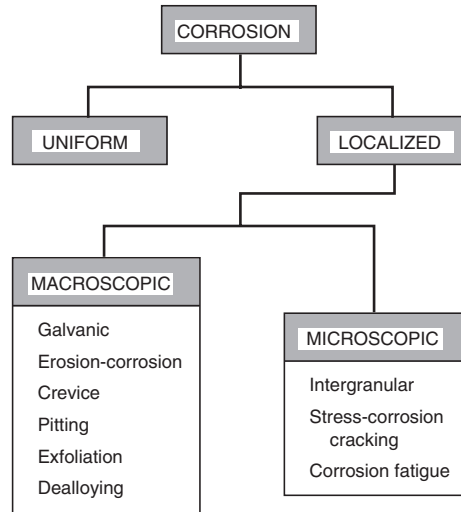 CORROSION
UNIFORM
LOCALIZED
MACROSCOPIC
Galvanic
Erosion-corrosion
Crevice
Pitting
Exfoliation
Dealloying
MICROSCOPIC
Intergranular
Stress-corrosion
cracking
Corrosion fatigue